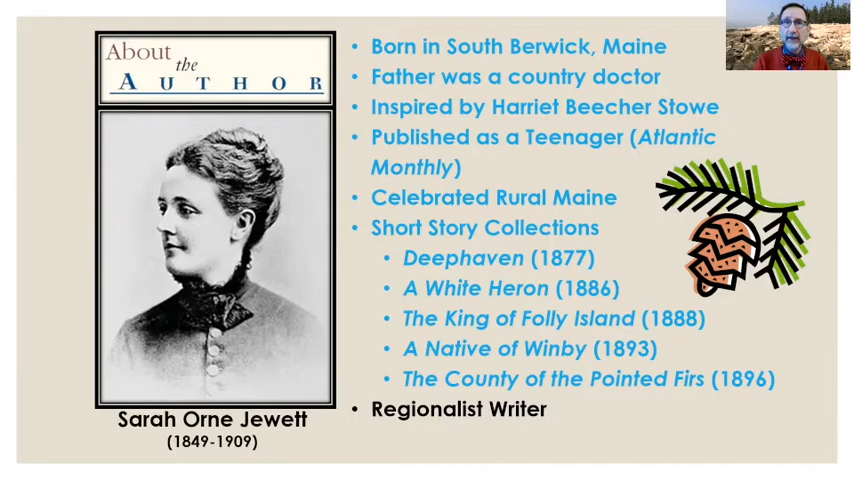 About
the
AUTHOR
Sarah Orne Jewett
(1849-1909)
• Born in South Berwick, Maine
• Father was a country doctor
• Inspired by Harriet Beecher Stowe
• Published as a Teenager (Atlantic
Monthly)
• Celebrated Rural Maine
• Short Story Collections
• Deephaven (1877)
• A White Heron (1886)
• The King of Folly Island (1888)
• A Native of Winby (1893)
• The County of the Pointed Firs (1896)
• Regionalist Writer